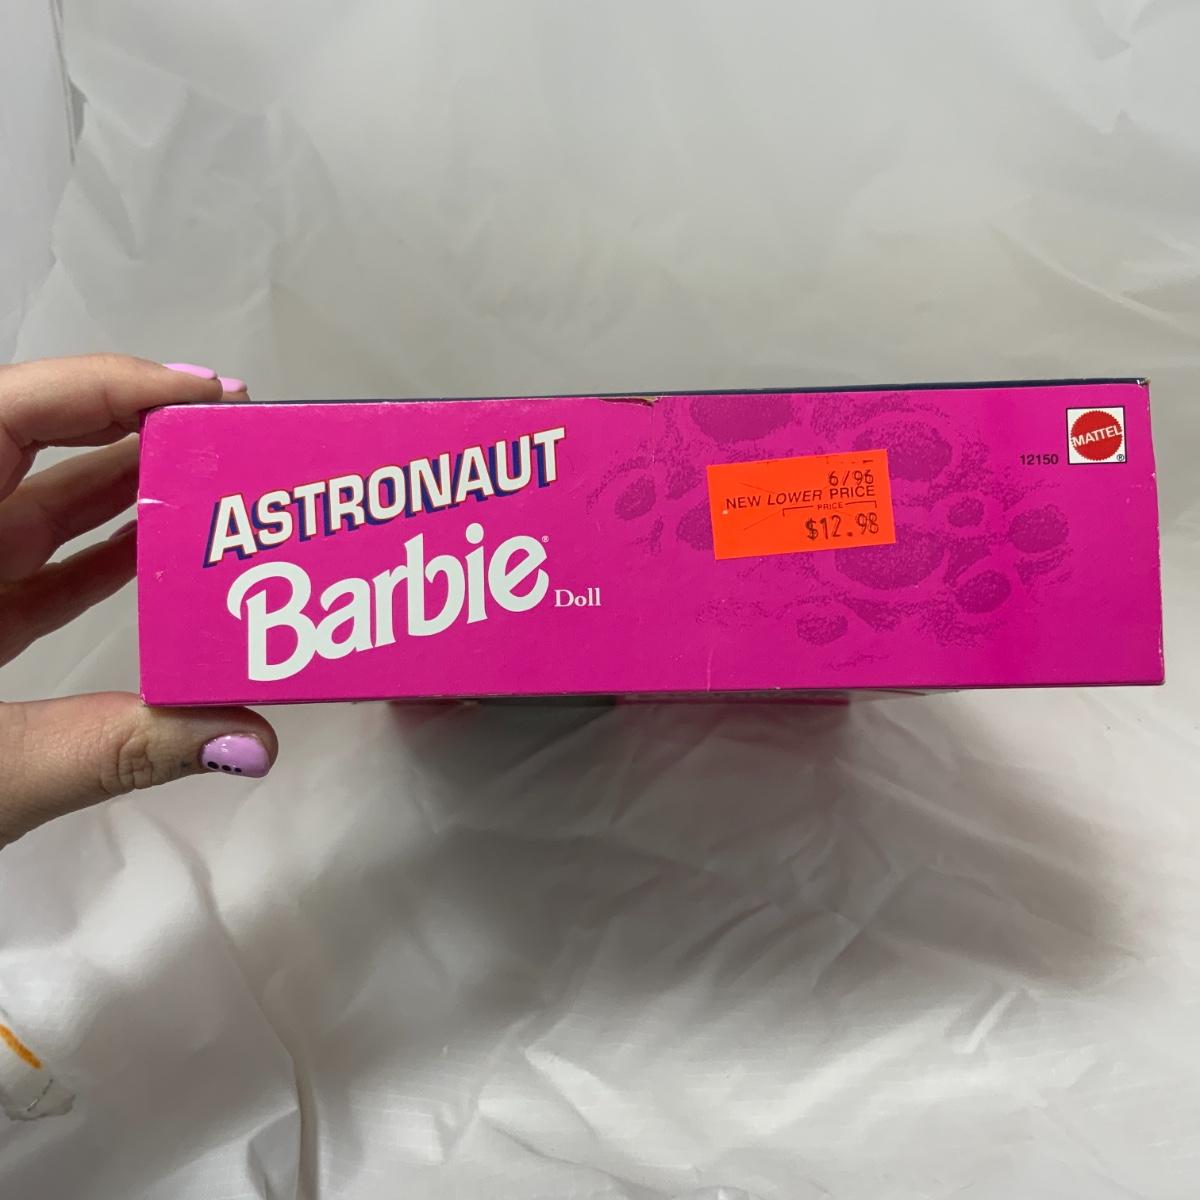 ASTRONAUT
Barbie®
Doll
6/96
NEW LOWER PRICE
PRICE
$12.98
12150
MATTEL
®